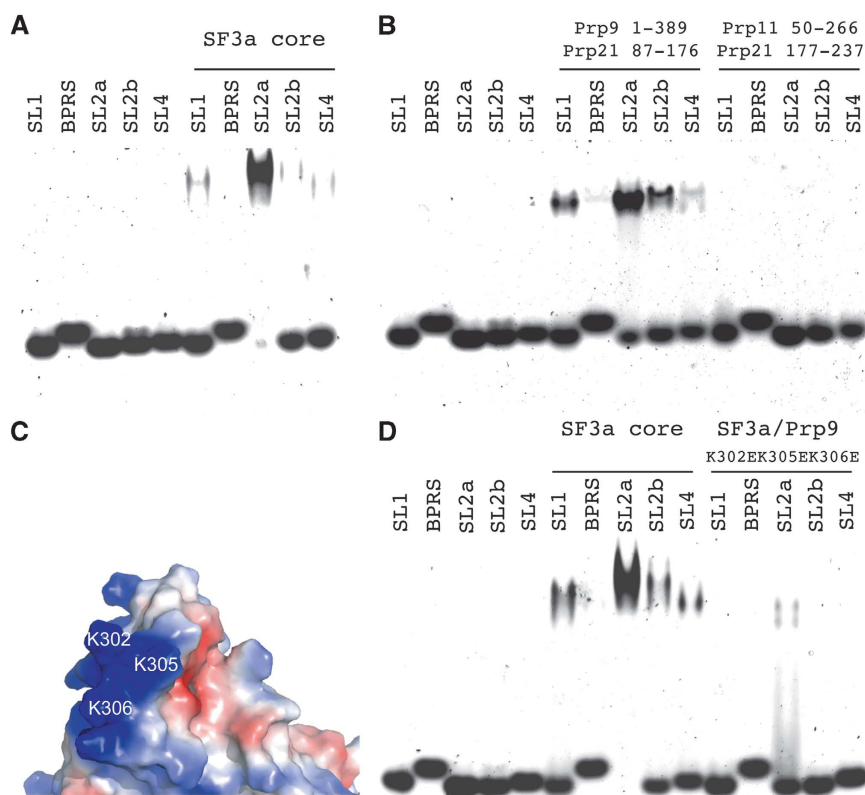 A
SF3a core
SL1 BPRS SL2a SL2b SL4 SL1 BPRS SL2a SL2b SL4
B
Prp9 1-389 Prp11 50-266
Prp21 87-176 Prp21 177-237
SL1 BPRS SL2a SL2b SL4 SL1 BPRS SL2a SL2b SL4 SL1 BPRS SL2a SL2b SL4
C
K302
K305
K306
D
SF3a core SF3a/Prp9
K302EK305EK306E
SL1 BPRS SL2a SL2b SL4 SL1 BPRS SL2a SL2b SL4 SL1 BPRS SL2a SL2b SL4